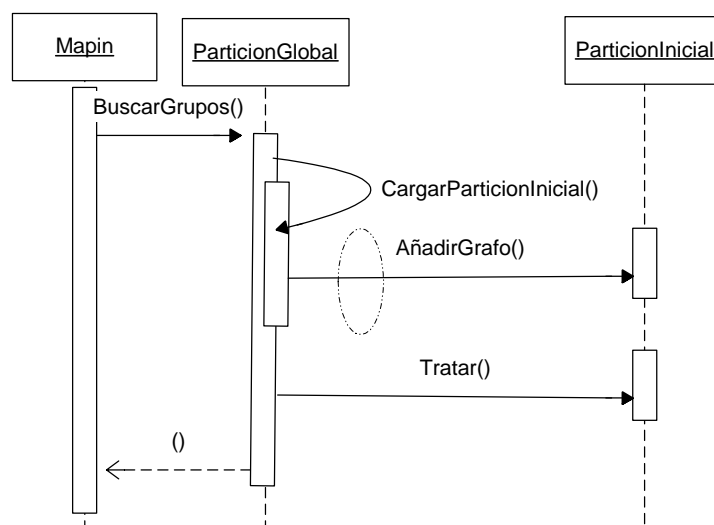 Mapin
ParticionGlobal
ParticionInicial
BuscarGrupos()
CargarParticionInicial()
AñadirGrafo()
Tratar()
()